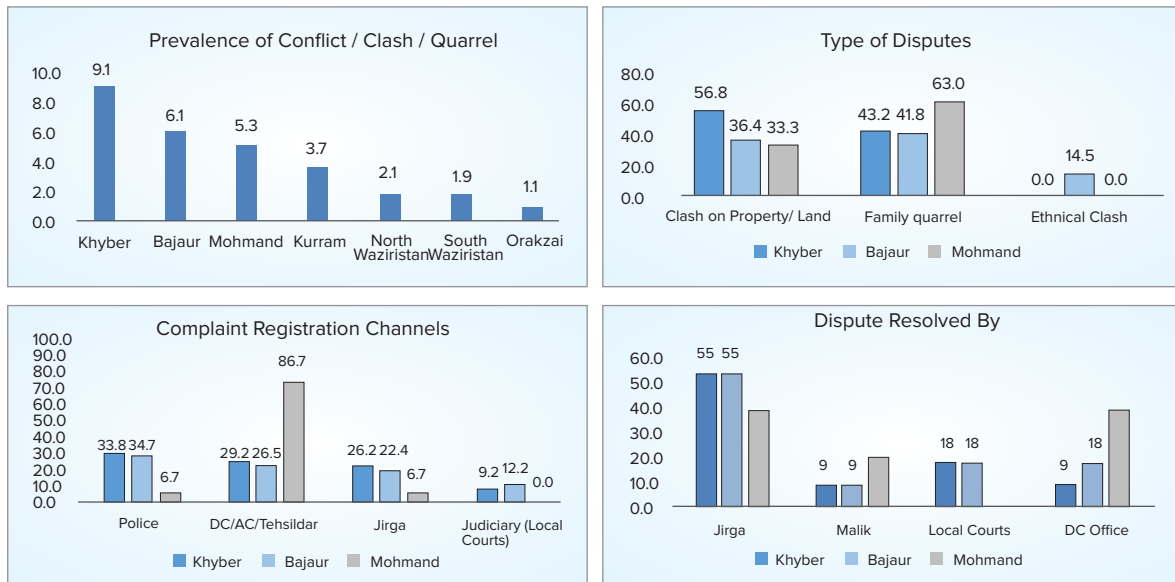 Prevalence of Conflict / Clash / Quarrel
10.0
8.0
6.0
4.0
2.0
0.0
9.1
6.1
5.3
3.7
2.1
1.9
1.1
Khyber
Bajaur
Mohmand
Kurram
North
Waziristan
South
Waziristan
Orakzai
Type of Disputes
80.0
60.0
40.0
20.0
0.0
56.8
36.4
33.3
43.2
41.8
63.0
0.0
14.5
0.0
Clash on Property/ Land
Family quarrel
Ethnical Clash
Khyber
Bajaur
Mohmand
Complaint Registration Channels
100.0
90.0
80.0
70.0
60.0
50.0
40.0
30.0
20.0
10.0
0.0
33.8
34.7
6.7
29.2
26.5
86.7
26.2
22.4
6.7
9.2
12.2
0.0
Police
DC/AC/Tehsildar
Jirga
Judiciary (Local
Courts)
Khyber
Bajaur
Mohmand
Dispute Resolved By
60.0
50.0
40.0
30.0
20.0
10.0
0.0
55
55
9
9
18
18
9
18
Jirga
Malik
Local Courts
DC Office
Khyber
Bajaur
Mohmand